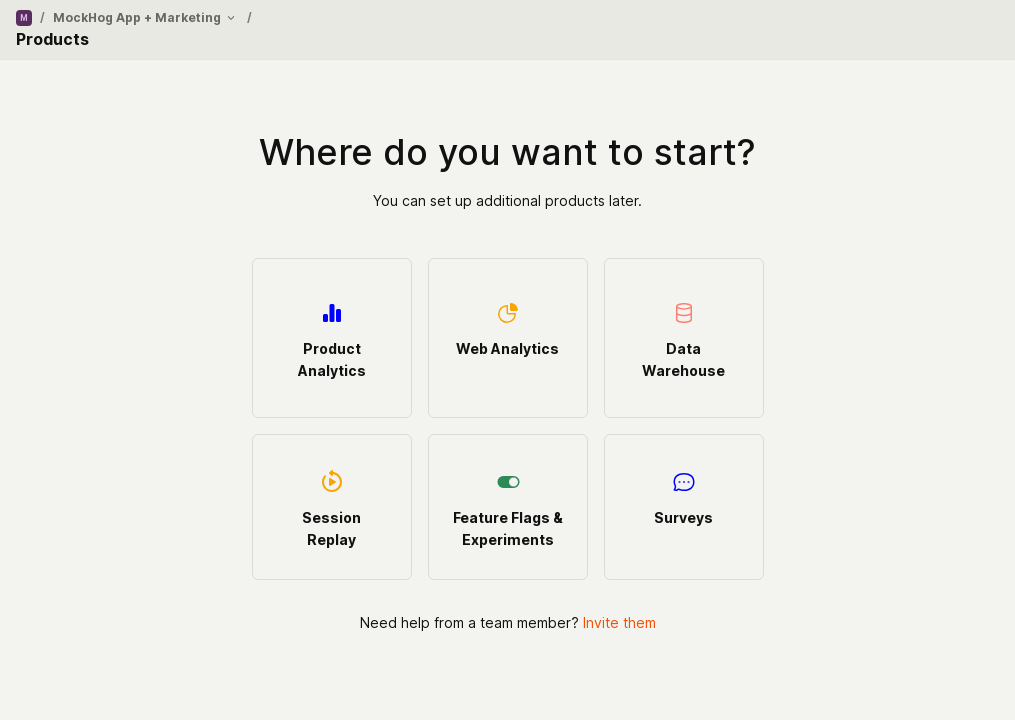 M / MockHog App + Marketing /
Products
Where do you want to start?
You can set up additional products later.
Product
Analytics
Web Analytics
Data
Warehouse
Session
Replay
Feature Flags &
Experiments
Surveys
Need help from a team member? Invite them